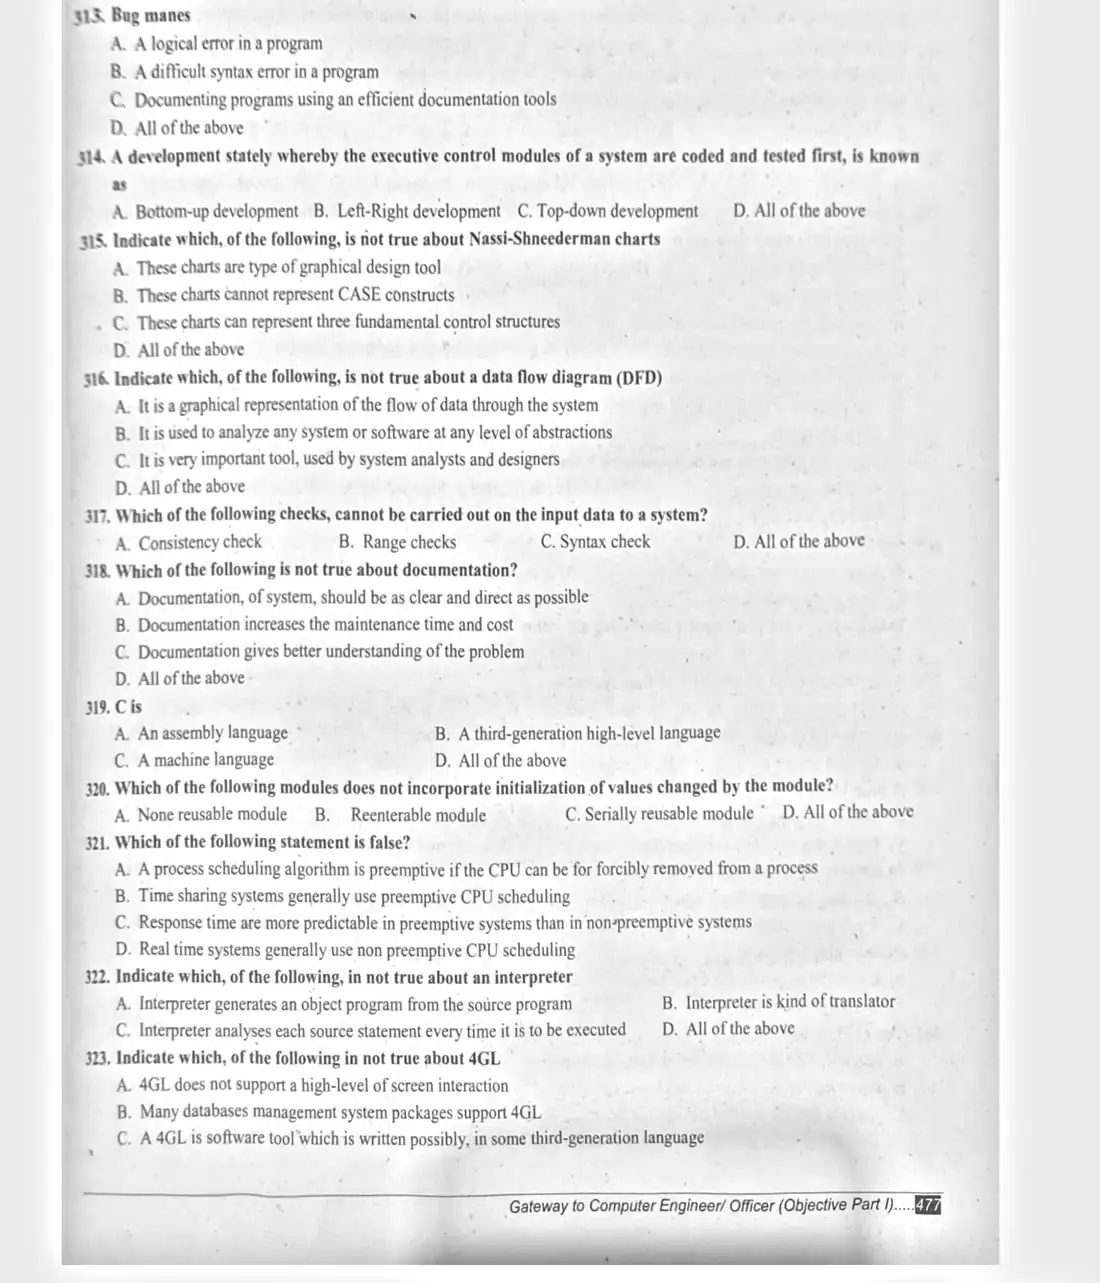 313. Bug manes
A. A logical error in a program
B. A difficult syntax error in a program
C. Documenting programs using an efficient documentation tools
D. All of the above
314. A development stately whereby the executive control modules of a system are coded and tested first, is known
as
A. Bottom-up development B. Left-Right development C. Top-down development D. All of the above
315. Indicate which, of the following, is not true about Nassi-Shneederman charts
A. These charts are type of graphical design tool
B. These charts cannot represent CASE constructs
C. These charts can represent three fundamental control structures
D. All of the above
316. Indicate which, of the following, is not true about a data flow diagram (DFD)
A. It is a graphical representation of the flow of data through the system
B. It is used to analyze any system or software at any level of abstractions
C. It is very important tool, used by system analysts and designers
D. All of the above
317. Which of the following checks, cannot be carried out on the input data to a system?
A. Consistency check B. Range checks C. Syntax check D. All of the above
318. Which of the following is not true about documentation?
A. Documentation, of system, should be as clear and direct as possible
B. Documentation increases the maintenance time and cost
C. Documentation gives better understanding of the problem
D. All of the above
319. C is
A. An assembly language B. A third-generation high-level language
C. A machine language D. All of the above
320. Which of the following modules does not incorporate initialization of values changed by the module?
A. None reusable module B. Reenterable module C. Serially reusable module D. All of the above
321. Which of the following statement is false?
A. A process scheduling algorithm is preemptive if the CPU can be for forcibly removed from a process
B. Time sharing systems generally use preemptive CPU scheduling
C. Response time are more predictable in preemptive systems than in non-preemptive systems
D. Real time systems generally use non preemptive CPU scheduling
322. Indicate which, of the following, in not true about an interpreter
A. Interpreter generates an object program from the source program B. Interpreter is kind of translator
C. Interpreter analyses each source statement every time it is to be executed D. All of the above
323. Indicate which, of the following in not true about 4GL
A. 4GL does not support a high-level of screen interaction
B. Many databases management system packages support 4GL
C. A 4GL is software tool which is written possibly, in some third-generation language
Gateway to Computer Engineer/ Officer (Objective Part I).....477